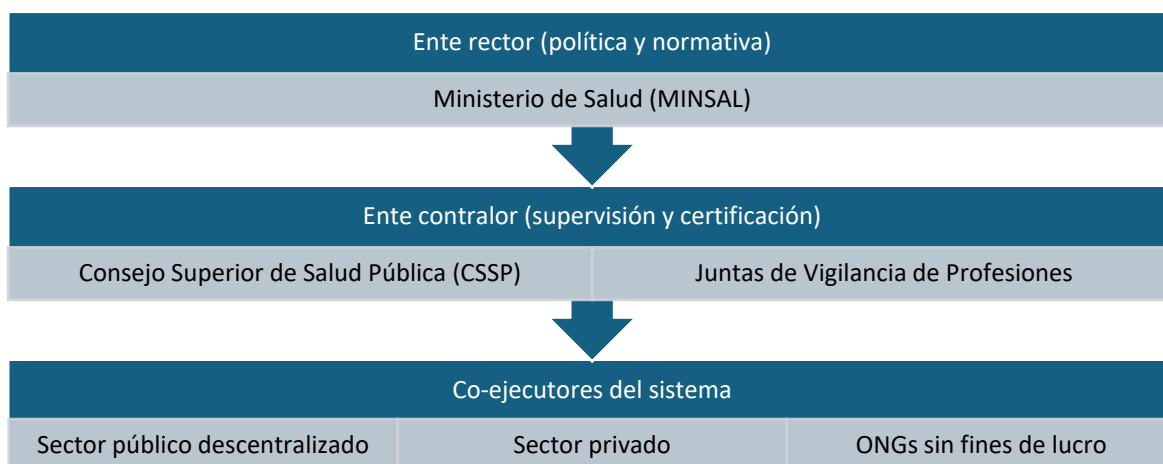 Ente rector (política y normativa)
Ministerio de Salud (MINSAL)
Ente contralor (supervisión y certificación)
Consejo Superior de Salud Pública (CSSP)
Juntas de Vigilancia de Profesiones
Co-ejecutores del sistema
Sector público descentralizado
Sector privado
ONGs sin fines de lucro